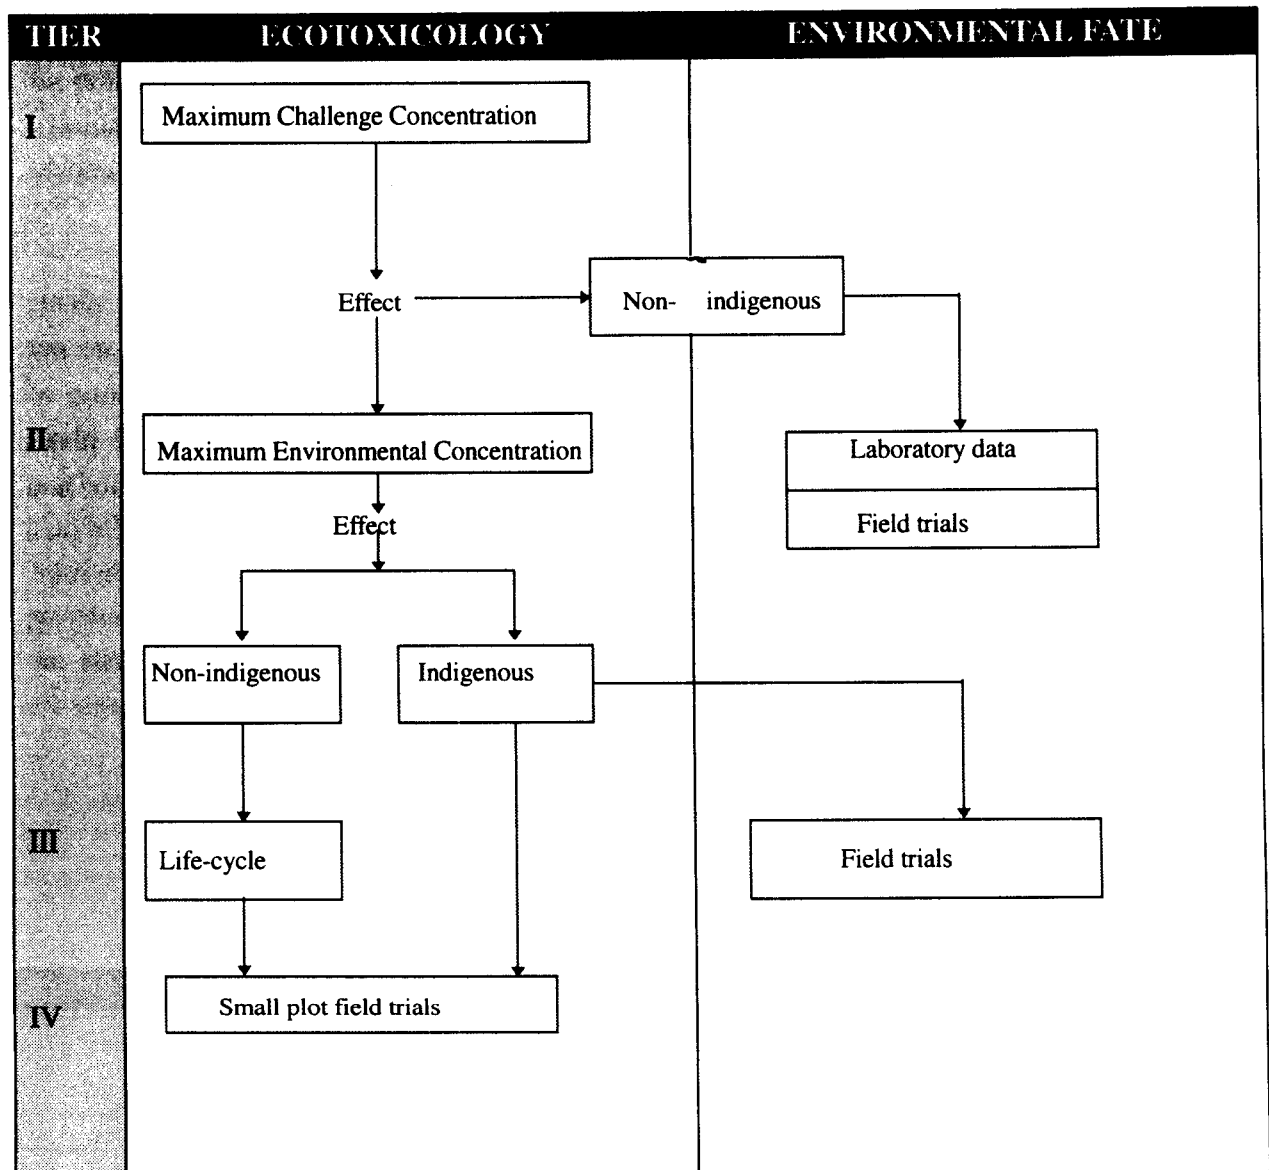 TIER ECOTOXICOLOGY ENVIRONMENTAL FATE
I
Maximum Challenge Concentration
Effect
Non- indigenous
II
Maximum Environmental Concentration
Laboratory data
Field trials
Effect
Non-indigenous
Indigenous
III
Life-cycle
Field trials
IV
Small plot field trials